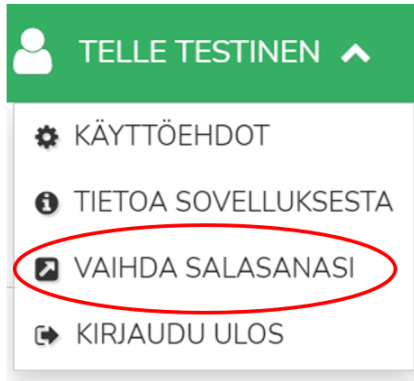 TELLE TESTINEN
KÄYTTÖEHDOT
TIETOA SOVELLUKSESTA
VAIHDA SALASANASI
KIRJAUDU ULOS